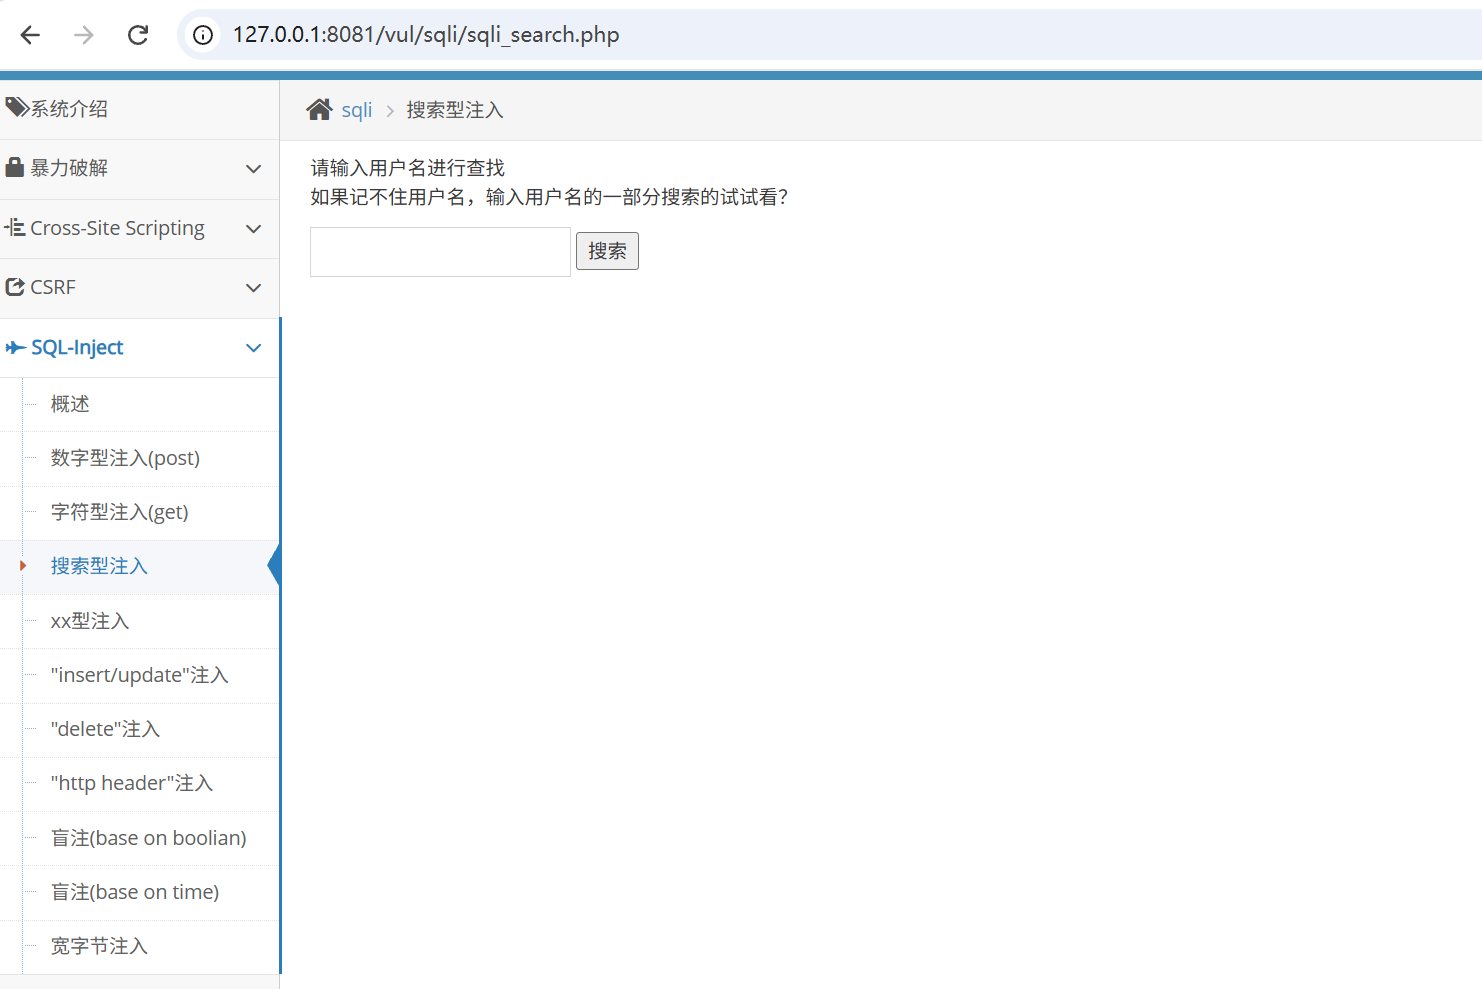 127.0.0.1:8081/vul/sqli/sqli_search.php
系统介绍
暴力破解
Cross-Site Scripting
CSRF
SQL-Inject
概述
数字型注入(post)
字符型注入(get)
搜索型注入
xx型注入
"insert/update"注入
"delete"注入
"http header"注入
盲注(base on boolian)
盲注(base on time)
宽字节注入
sqli > 搜索型注入
请输入用户名进行查找
如果记不住用户名，输入用户名的一部分搜索的试试看？
搜索